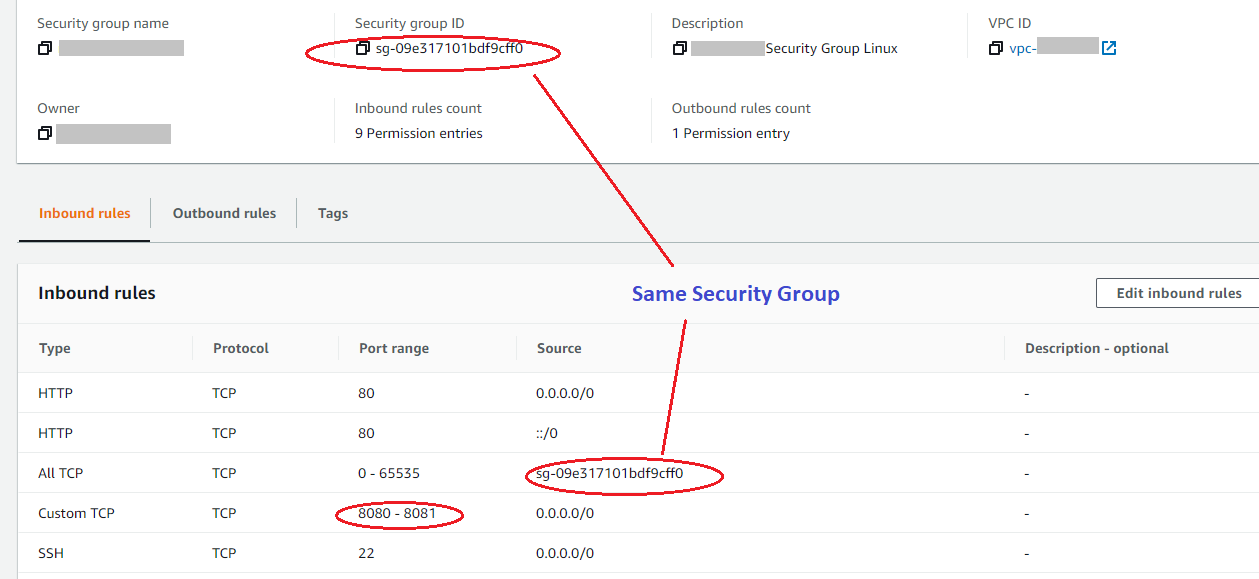 Security group name
Security group ID
Description
VPC ID
sg-09e317101bdf9cff0
Security Group Linux
vpc-
Owner
Inbound rules count
Outbound rules count
9 Permission entries
1 Permission entry
Inbound rules
Outbound rules
Tags
Inbound rules
Same Security Group
Edit inbound rules
Type Protocol Port range Source Description - optional
HTTP TCP 80 0.0.0.0/0 -
HTTP TCP 80 ::/0 -
All TCP TCP 0 - 65535 sg-09e317101bdf9cff0 -
Custom TCP TCP 8080 - 8081 0.0.0.0/0 -
SSH TCP 22 0.0.0.0/0 -